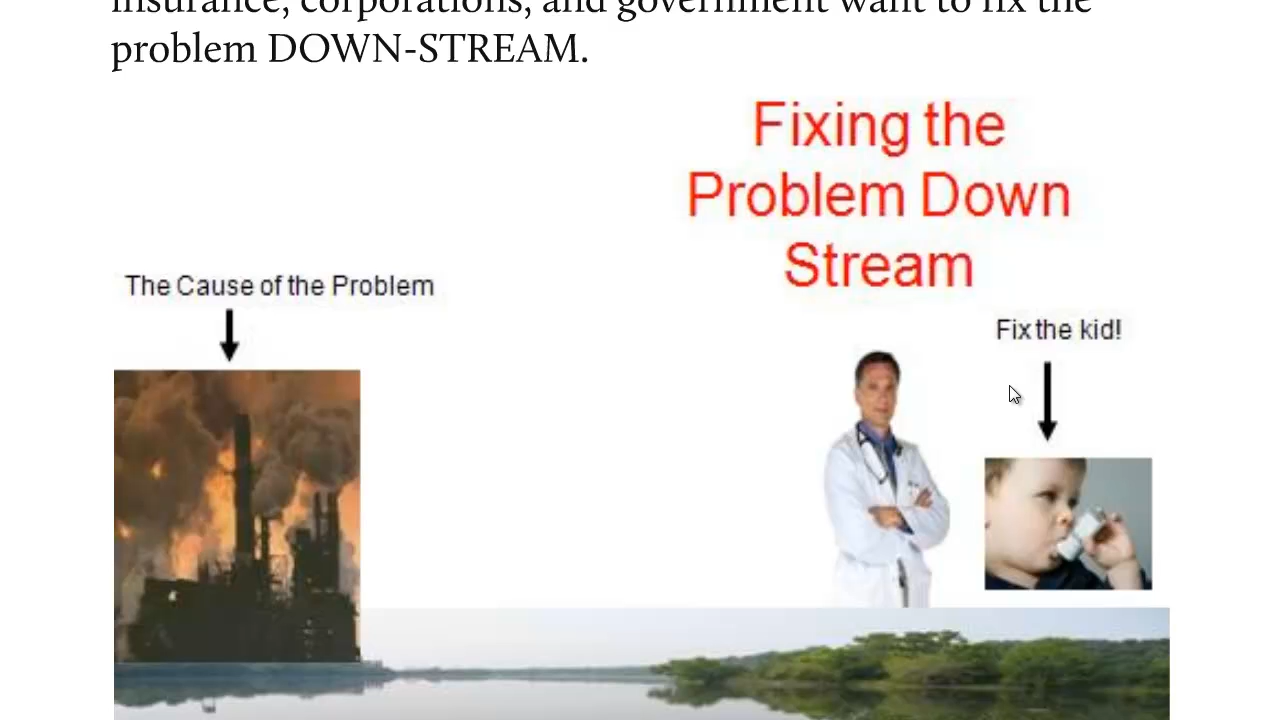 insurance, corporations, and government want to fix the
problem DOWN-STREAM.
Fixing the
Problem Down
Stream
The Cause of the Problem
Fix the kid!